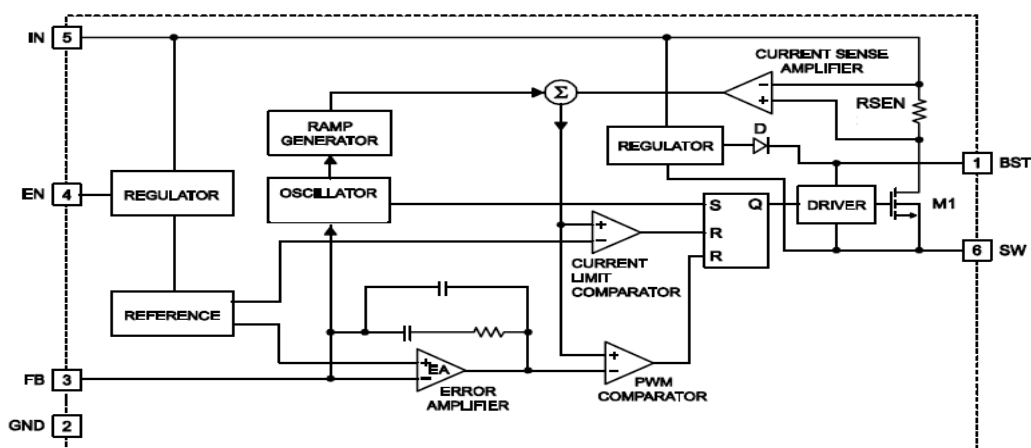 IN 5
CURRENT SENSE
AMPLIFIER
Σ
−
+
RSEN
RAMP
GENERATOR
D
REGULATOR
1 BST
EN 4
REGULATOR
OSCILLATOR
S Q
DRIVER
M1
+
R
−
CURRENT
LIMIT
COMPARATOR
R
6 SW
REFERENCE
+
EA
−
ERROR
AMPLIFIER
+
−
PWM
COMPARATOR
FB 3
GND 2